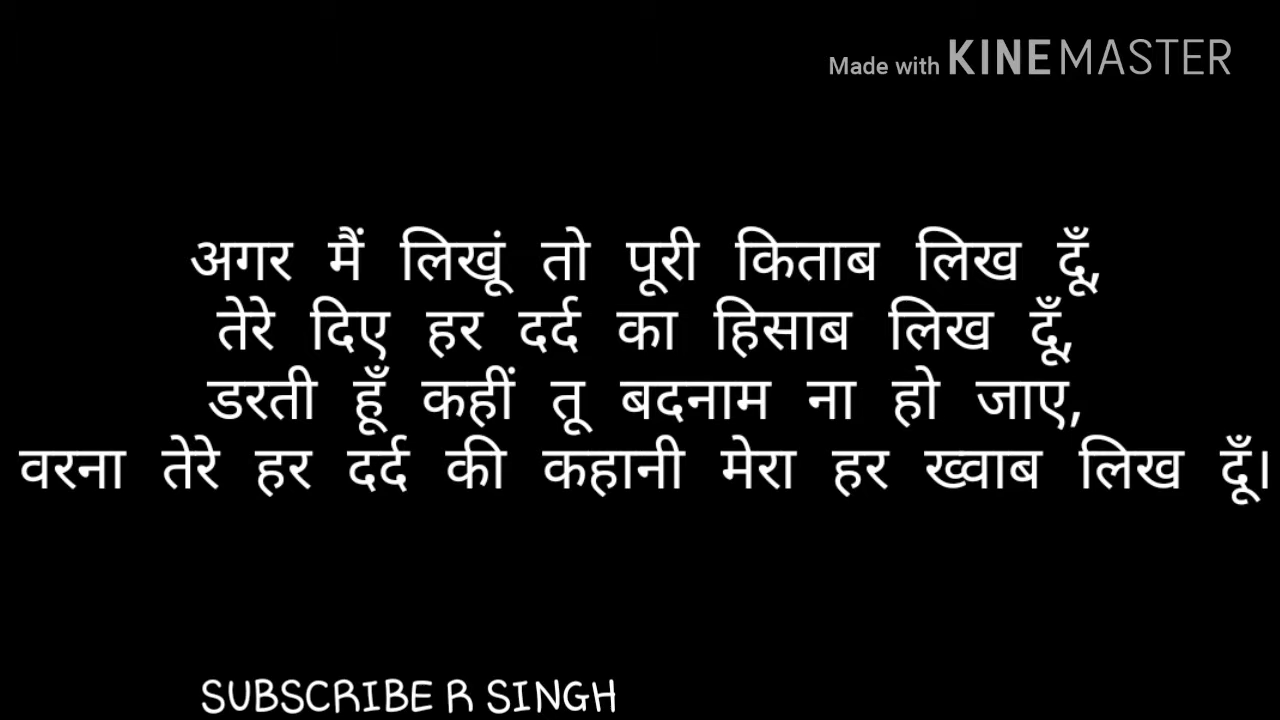 Made with KINEMASTER
अगर मैं लिखूं तो पूरी किताब लिख दूँ,
तेरे दिए हर दर्द का हिसाब लिख दूँ,
डरती हूँ कहीं तू बदनाम ना हो जाए,
वरना तेरे हर दर्द की कहानी मेरा हर ख्वाब लिख दूँ।
SUBSCRIBE R SINGH